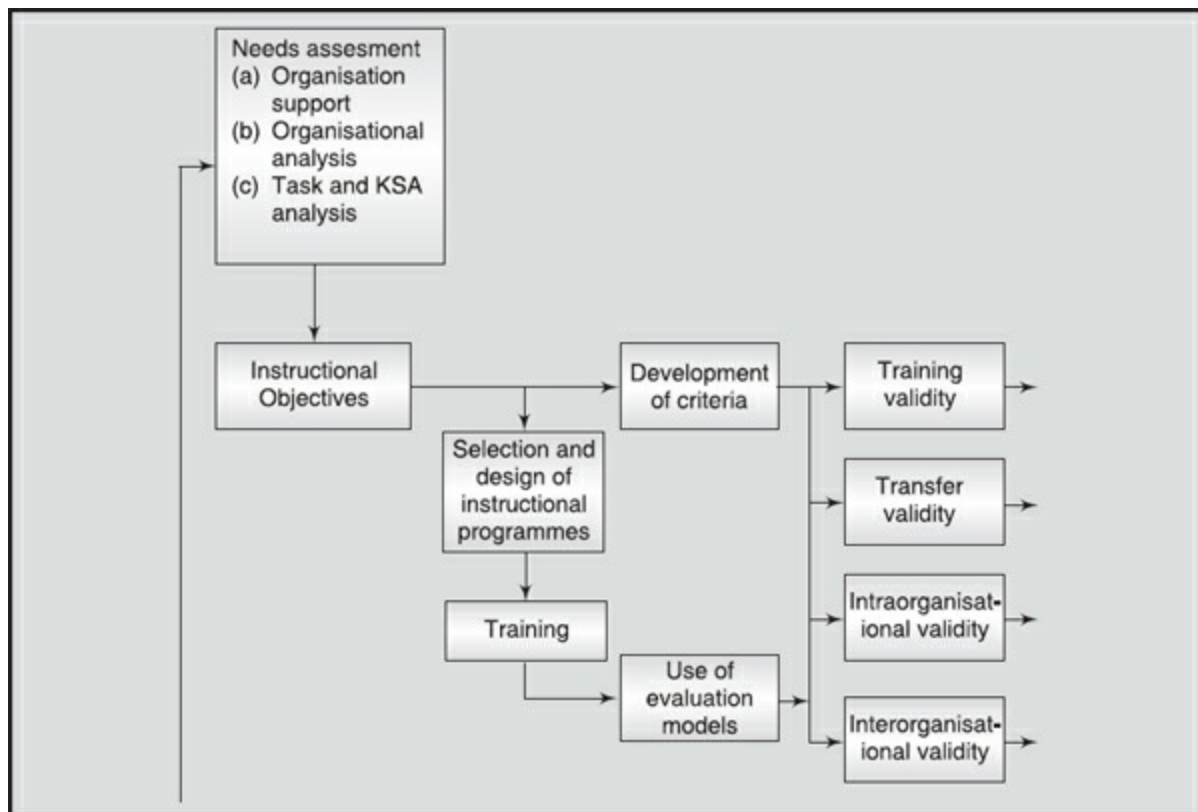 Needs assesment
(a) Organisation
support
(b) Organisational
analysis
(c) Task and KSA
analysis
Instructional
Objectives
Development
of criteria
Training
validity
Selection and
design of
instructional
programmes
Transfer
validity
Training
Intraorganisat-
ional validity
Use of
evaluation
models
Interorganisat-
ional validity